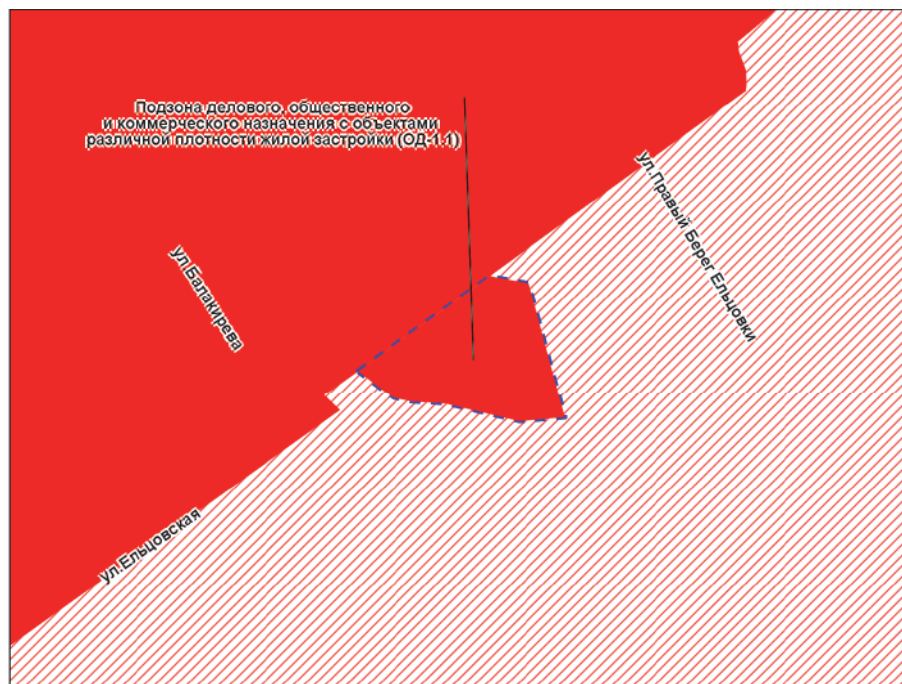 Подзона делового, общественного
и коммерческого назначения с объектами
различной плотности жилой застройки (ОД-1.1)
ул.Правый Берег Ельцовки
ул.Балакирева
ул.Ельцовская